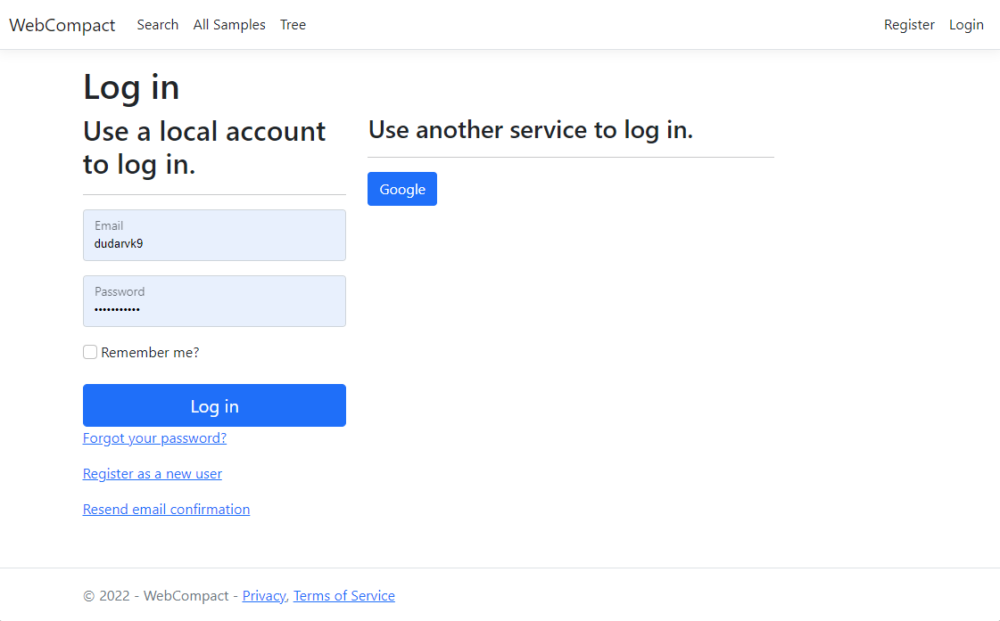 WebCompact Search All Samples Tree Register Login
Log in
Use a local account
to log in.
Email
dudarvk9
Password
•••••••••••
Remember me?
Log in
Forgot your password?
Register as a new user
Resend email confirmation
Use another service to log in.
Google
© 2022 - WebCompact - Privacy, Terms of Service